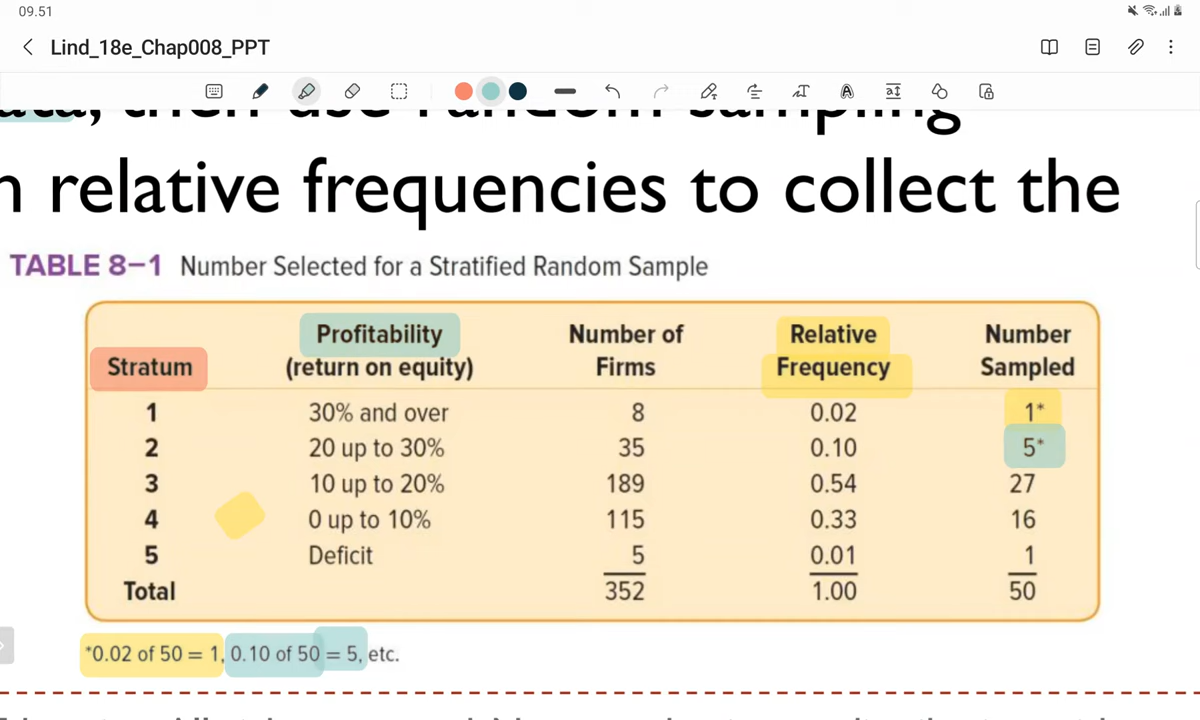 09.51
Lind_18e_Chap008_PPT
then use random sampling
relative frequencies to collect the
TABLE 8–1 Number Selected for a Stratified Random Sample
Stratum Profitability (return on equity) Number of Firms Relative Frequency Number Sampled
1 30% and over 8 0.02 1*
2 20 up to 30% 35 0.10 5*
3 10 up to 20% 189 0.54 27
4 0 up to 10% 115 0.33 16
5 Deficit 5 0.01 1
Total 352 1.00 50
*0.02 of 50 = 1, 0.10 of 50 = 5, etc.